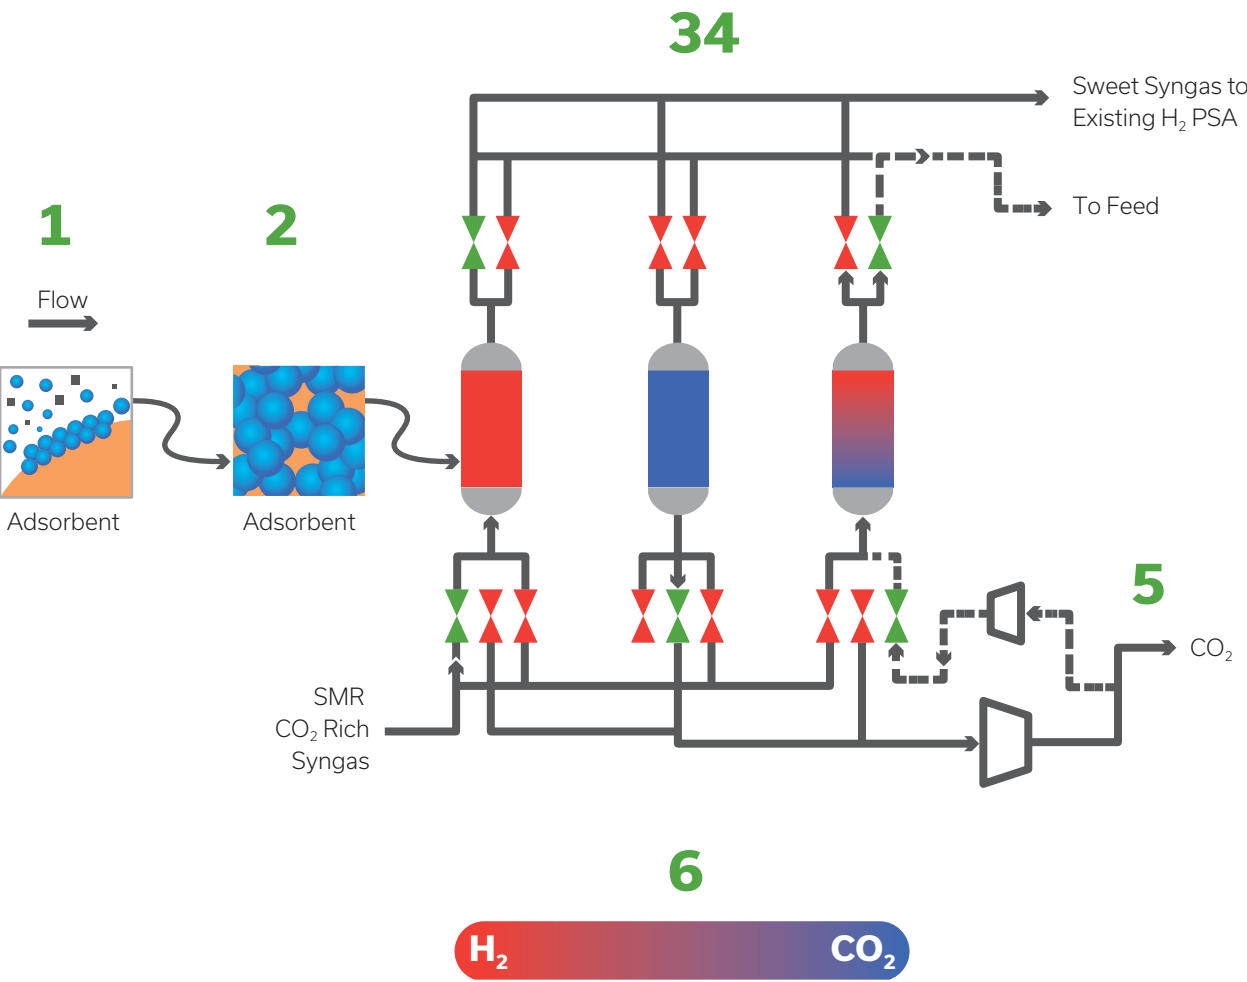 34
Sweet Syngas to
Existing H₂ PSA
To Feed
1
2
Flow
Adsorbent
Adsorbent
5
CO₂
SMR
CO₂ Rich
Syngas
6
H₂
CO₂